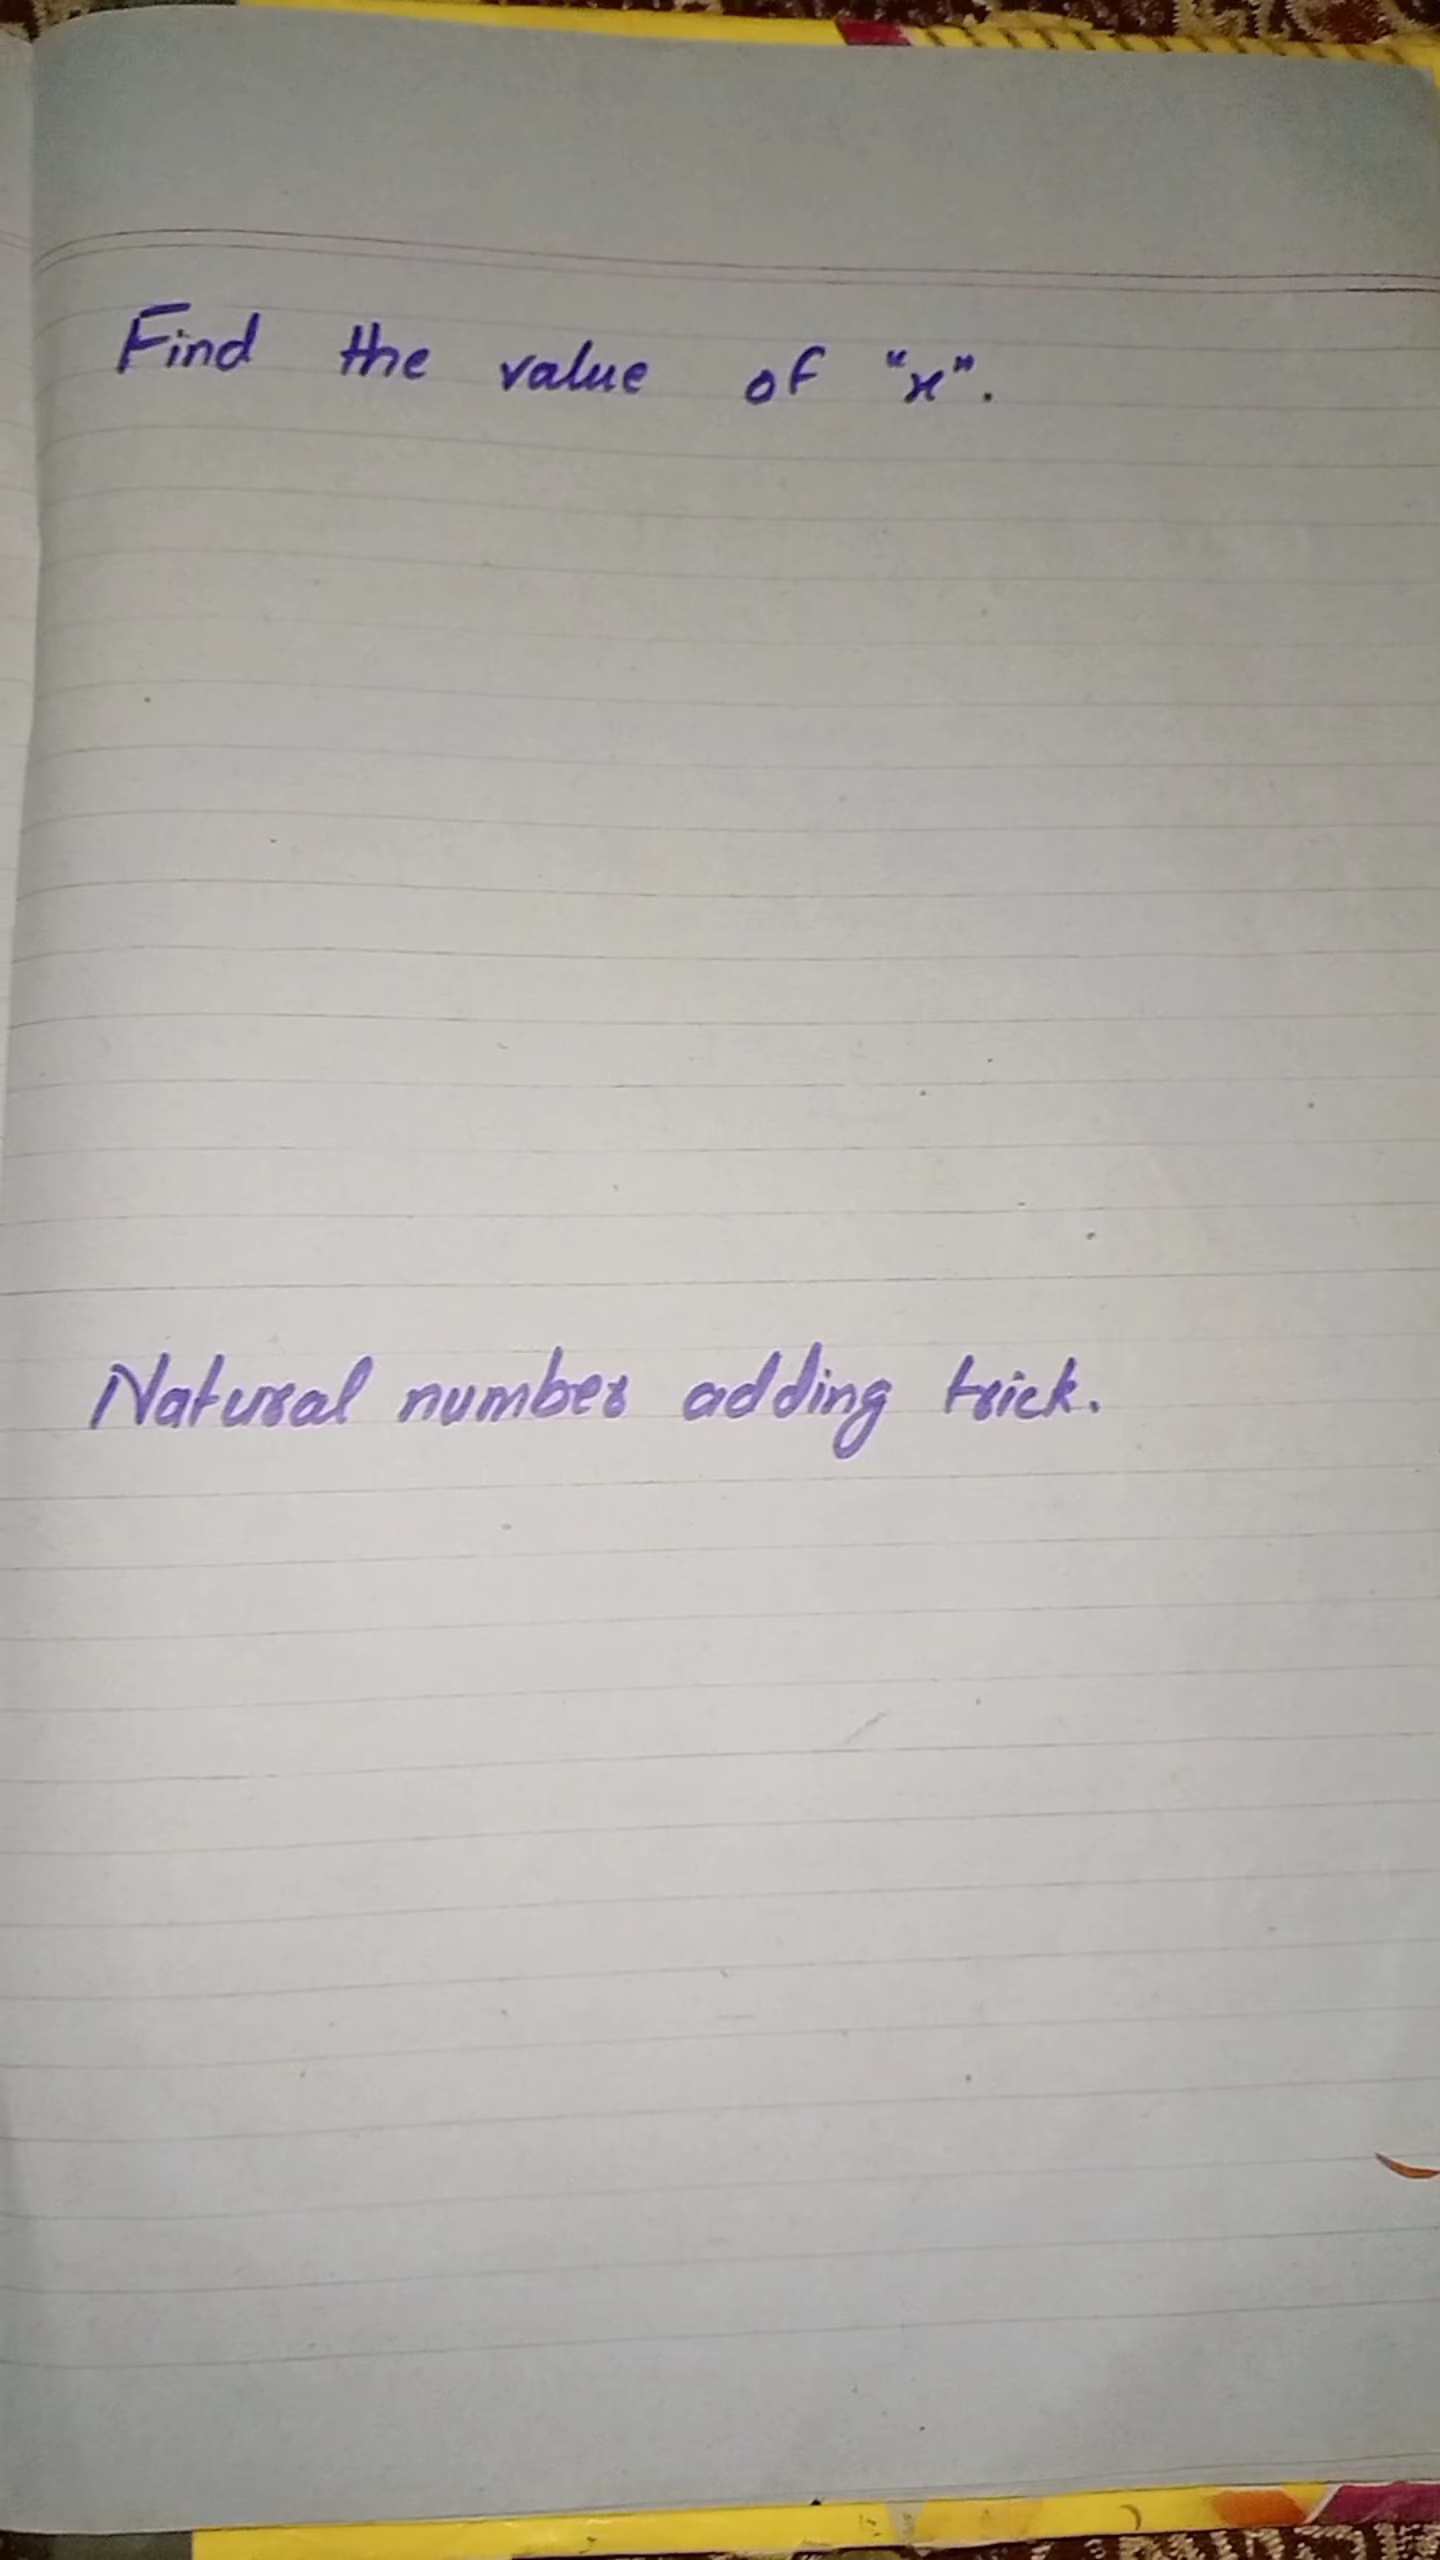 Find the value of "x".
Natural number adding trick.